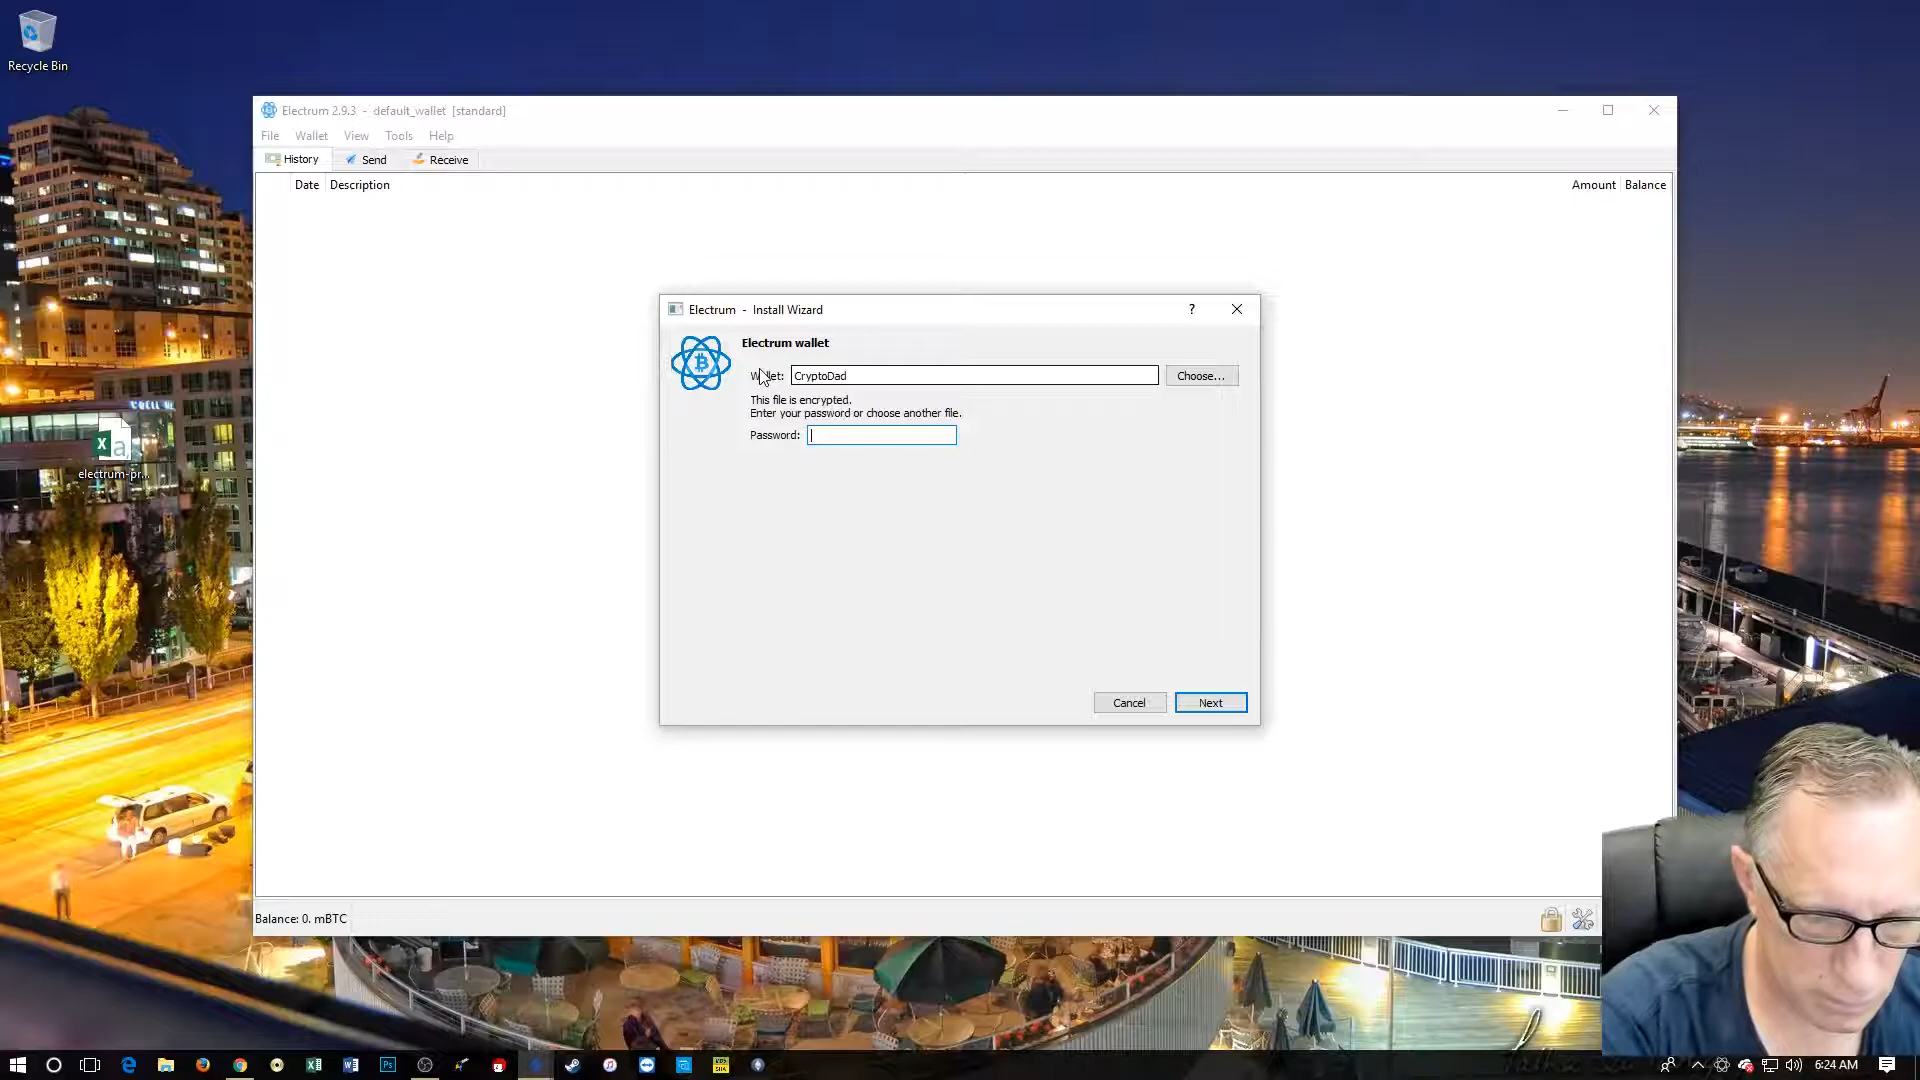 Recycle Bin
Electrum 2.9.3 - default_wallet [standard]
File Wallet View Tools Help
History Send Receive
Date Description Amount Balance
Electrum - Install Wizard
Electrum wallet
Wallet: CryptoDad Choose...
This file is encrypted.
Enter your password or choose another file.
Password:
electrum-pr...
Cancel Next
Balance: 0. mBTC
6:24 AM